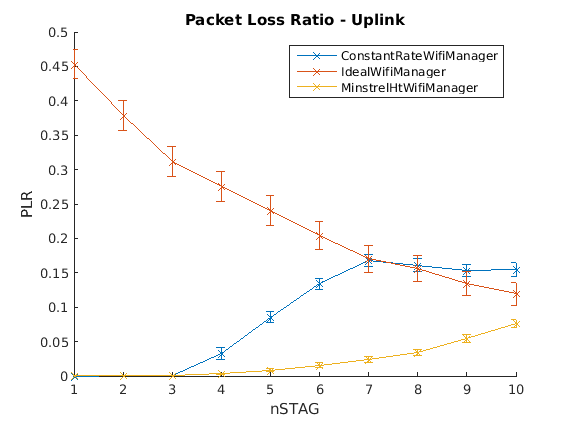 Packet Loss Ratio - Uplink
0.5
0.45
0.4
0.35
0.3
0.25
0.2
0.15
0.1
0.05
0
PLR
ConstantRateWifiManager
IdealWifiManager
MinstrelHtWifiManager
1 2 3 4 5 6 7 8 9 10
nSTAG